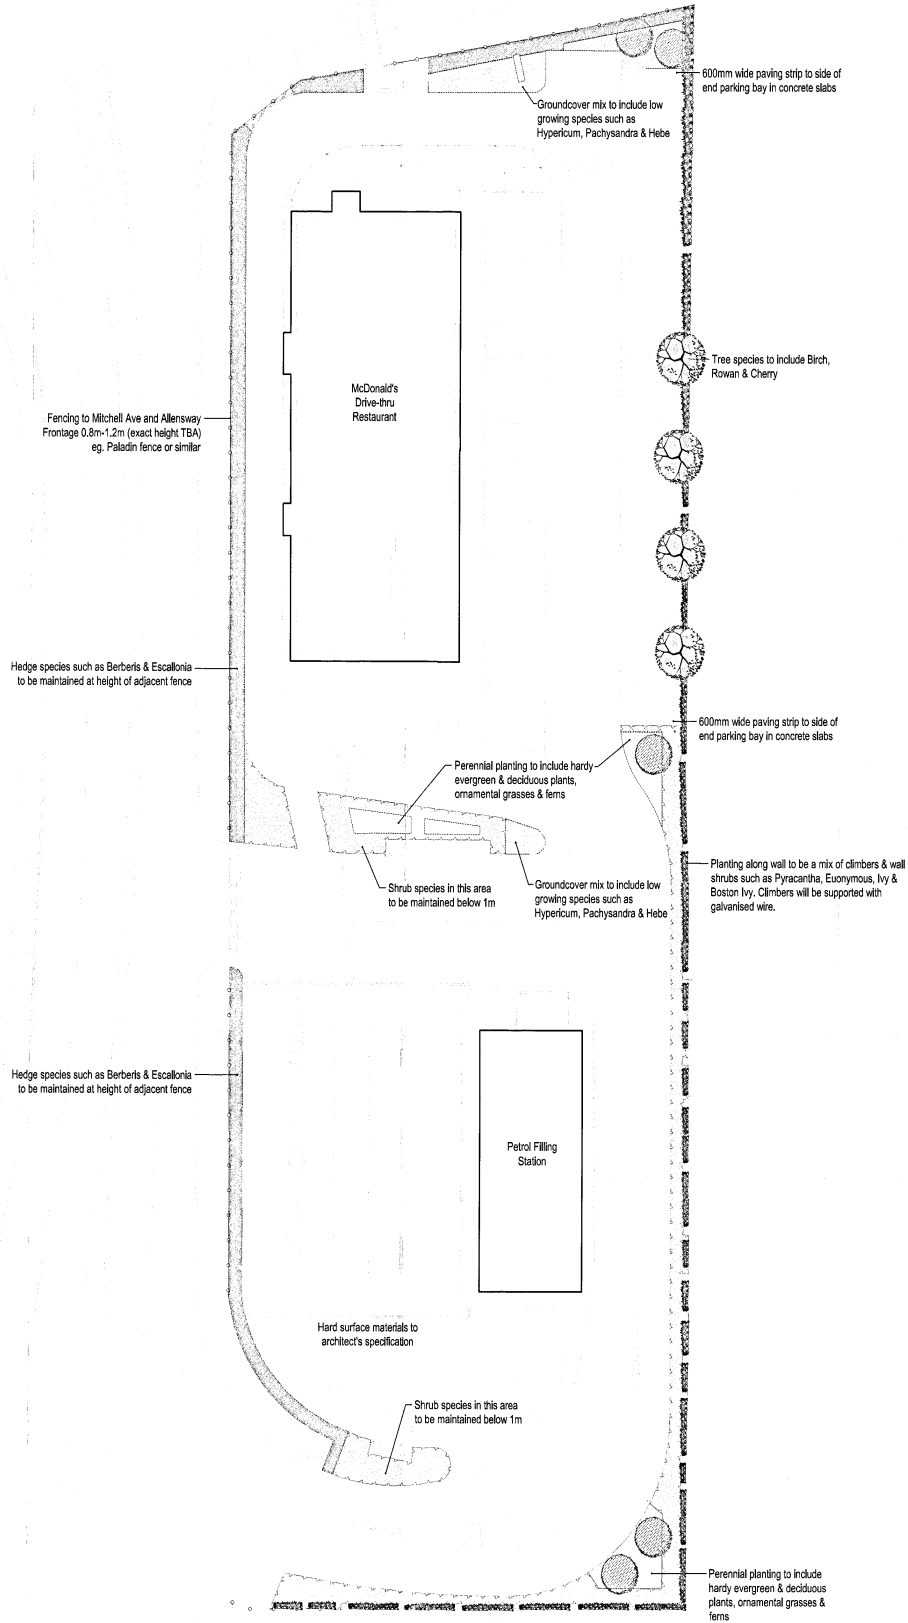 600mm wide paving strip to side of
end parking bay in concrete slabs
Groundcover mix to include low
growing species such as
Hypericum, Pachysandra & Hebe
Tree species to include Birch,
Rowan & Cherry
McDonald's
Drive-thru
Restaurant
Fencing to Mitchell Ave and Allensway
Frontage 0.8m-1.2m (exact height TBA)
eg. Paladin fence or similar
Hedge species such as Berberis & Escallonia
to be maintained at height of adjacent fence
600mm wide paving strip to side of
end parking bay in concrete slabs
Perennial planting to include hardy
evergreen & deciduous plants,
ornamental grasses & ferns
Planting along wall to be a mix of climbers & wall
shrubs such as Pyracantha, Euonymous, Ivy &
Boston Ivy. Climbers will be supported with
galvanised wire.
Shrub species in this area
to be maintained below 1m
Groundcover mix to include low
growing species such as
Hypericum, Pachysandra & Hebe
Hedge species such as Berberis & Escallonia
to be maintained at height of adjacent fence
Petrol Filling
Station
Hard surface materials to
architect's specification
Shrub species in this area
to be maintained below 1m
Perennial planting to include
hardy evergreen & deciduous
plants, ornamental grasses &
ferns